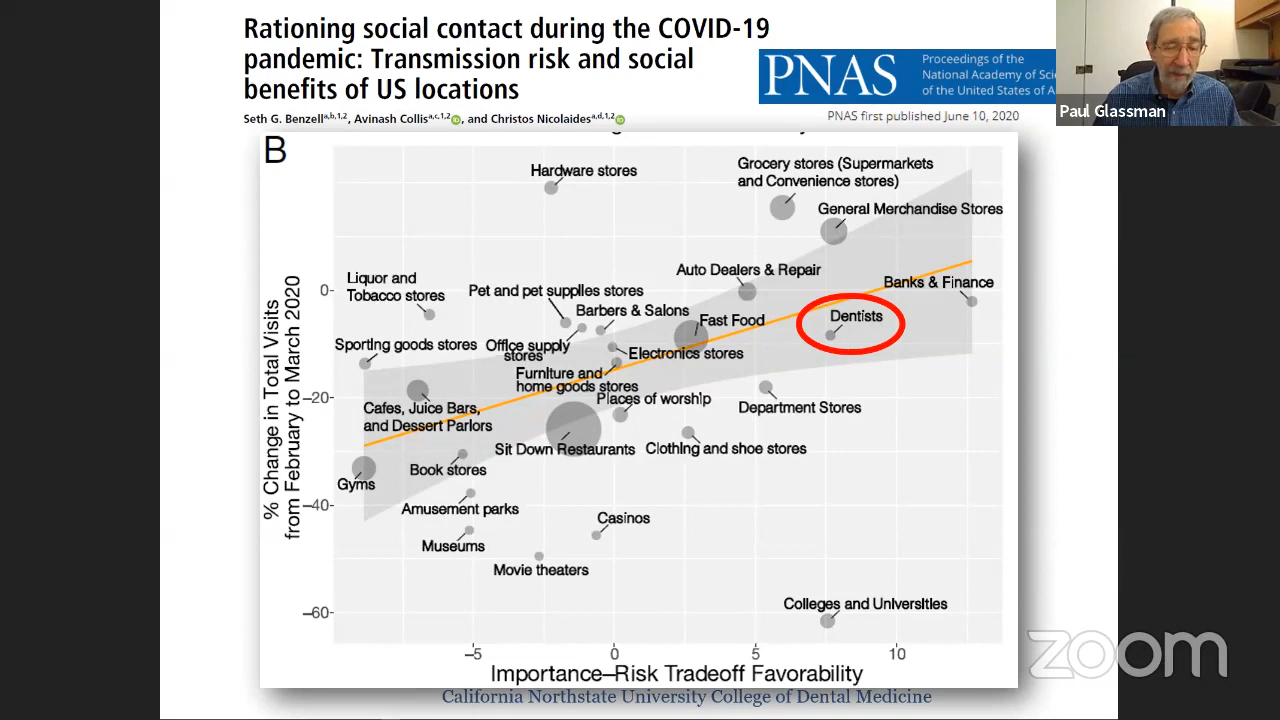 Rationing social contact during the COVID-19
pandemic: Transmission risk and social
benefits of US locations
PNAS
Proceedings of the
National Academy of Sci
of the United States of A
Paul Glassman
Seth G. Benzell a,b,1,2, Avinash Collis a,c,1,2, and Christos Nicolaides a,d,1,2
PNAS first published June 10, 2020
B
Hardware stores
Grocery stores (Supermarkets
and Convenience stores)
General Merchandise Stores
Auto Dealers & Repair
Liquor and
Tobacco stores
Pet and pet supplies stores
Banks & Finance
Barbers & Salons
Fast Food
Dentists
Sporting goods stores
Office supply
stores
Electronics stores
Furniture and
home goods stores
Places of worship
Cafes, Juice Bars,
and Dessert Parlors
Department Stores
Sit Down Restaurants
Clothing and shoe stores
Book stores
Gyms
Amusement parks
Casinos
Museums
Movie theaters
Colleges and Universities
% Change in Total Visits
from February to March 2020
0
−20
−40
−60
−5
0
5
10
Importance−Risk Tradeoff Favorability
California Northstate University College of Dental Medicine
zoom